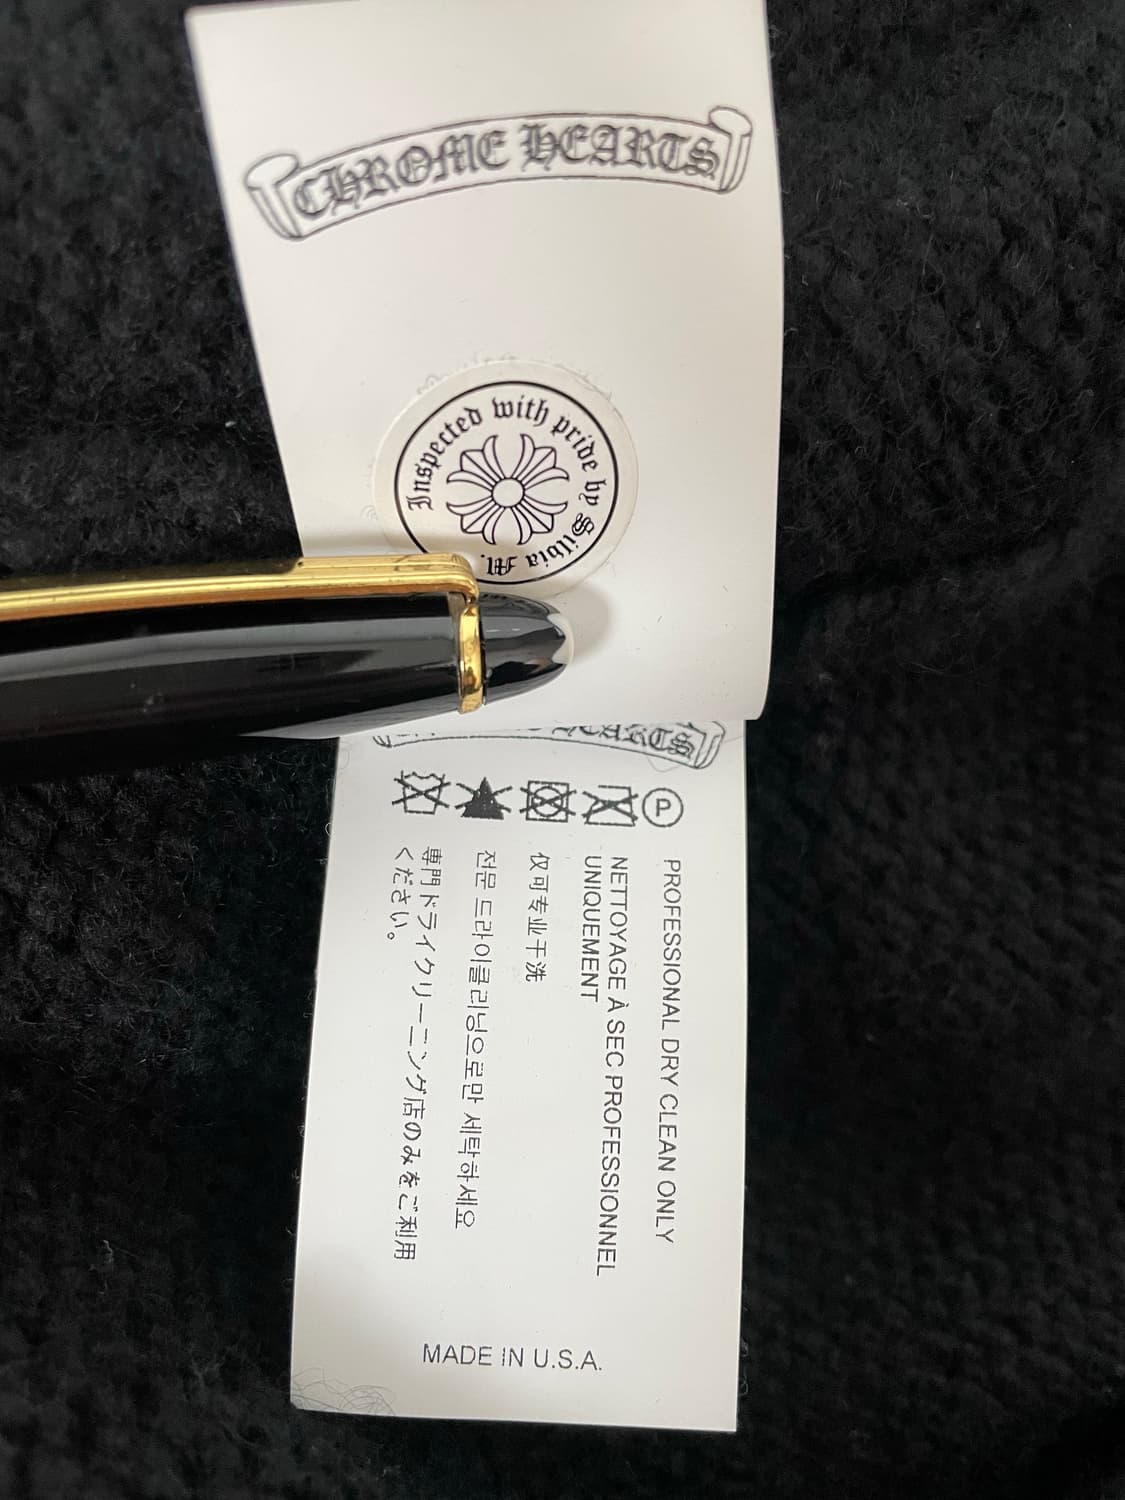 CHROME HEARTS
Inspected with pride by Silvia M.
HEARTS
P
PROFESSIONAL DRY CLEAN ONLY
NETTOYAGE À SEC PROFESSIONNEL
UNIQUEMENT
仅可专业干洗
전문 드라이클리닝으로만 세탁하세요
専門ドライクリーニング店のみをご利用
ください。
MADE IN U.S.A.